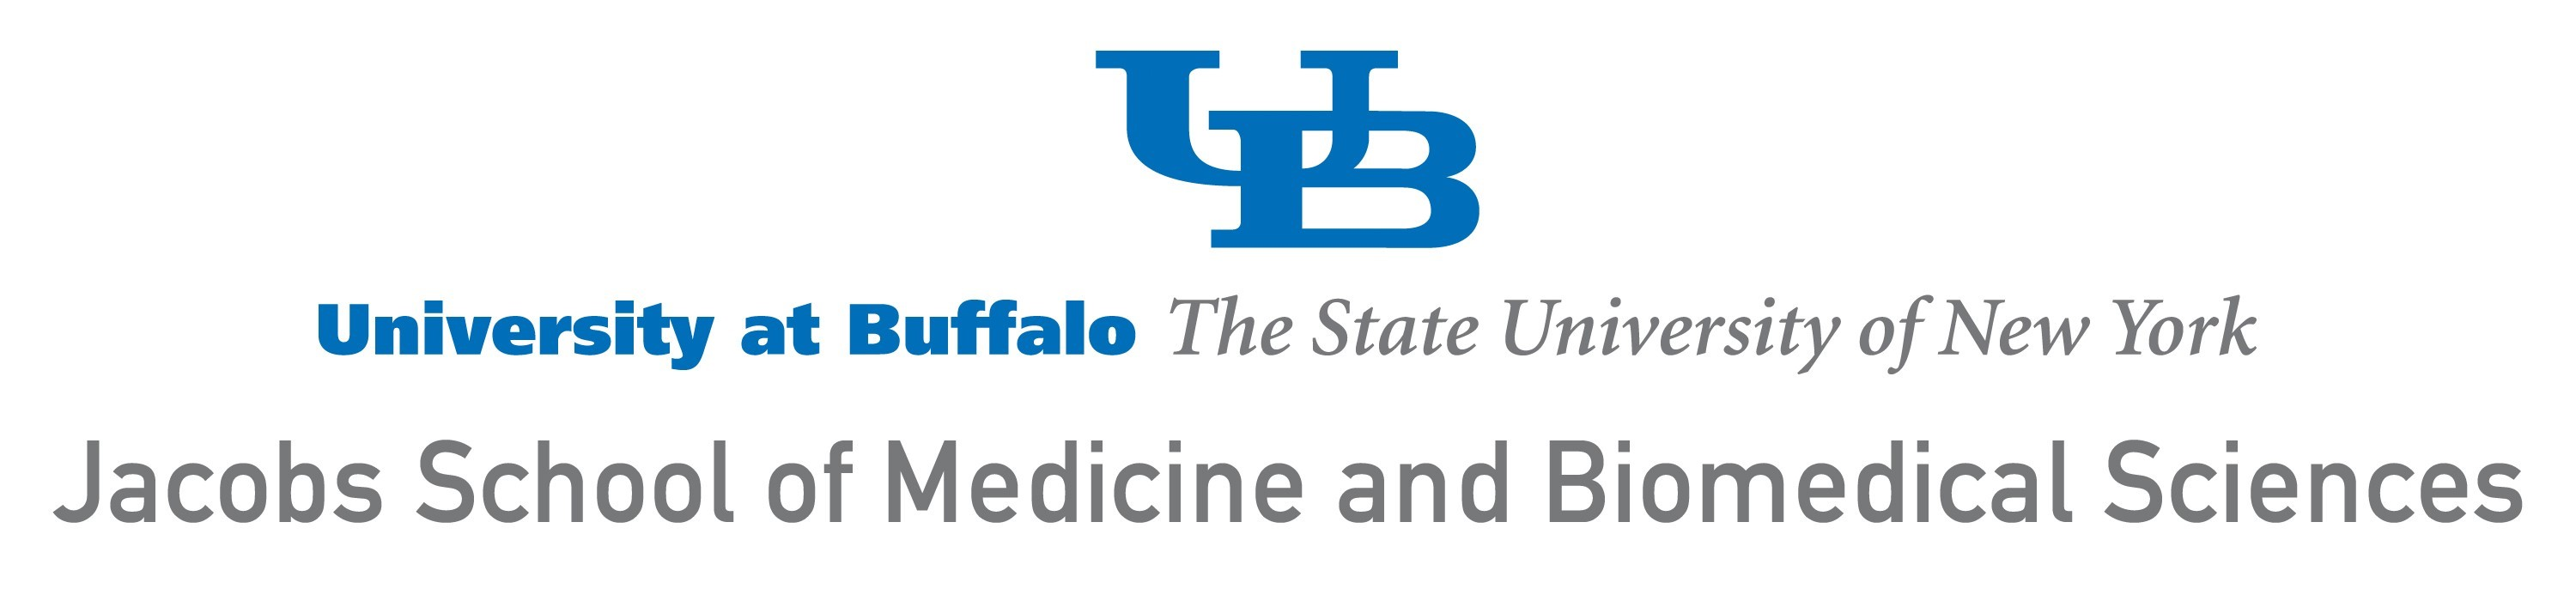 UB
University at Buffalo The State University of New York
Jacobs School of Medicine and Biomedical Sciences